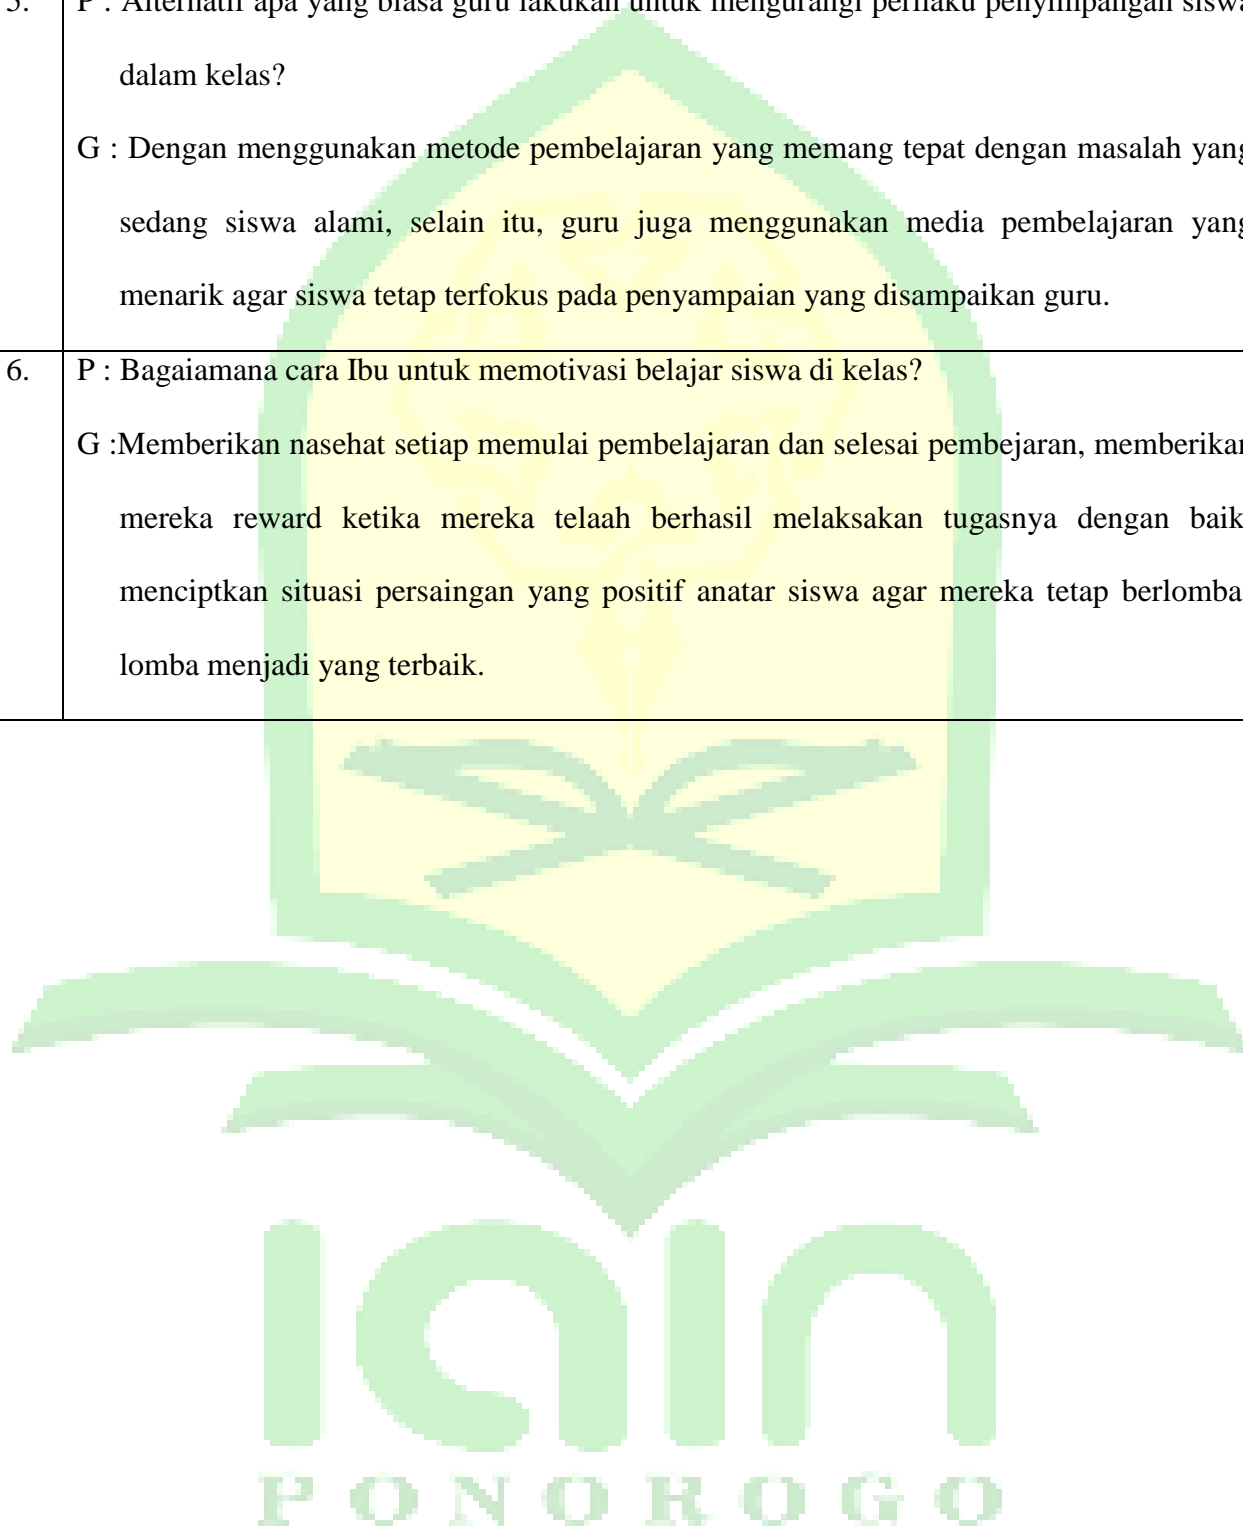 5. P : Alternatif apa yang biasa guru lakukan untuk mengurangi perilaku penyimpangan siswa
dalam kelas?
G : Dengan menggunakan metode pembelajaran yang memang tepat dengan masalah yang
sedang siswa alami, selain itu, guru juga menggunakan media pembelajaran yang
menarik agar siswa tetap terfokus pada penyampaian yang disampaikan guru.
6. P : Bagaiamana cara Ibu untuk memotivasi belajar siswa di kelas?
G :Memberikan nasehat setiap memulai pembelajaran dan selesai pembejaran, memberikan
mereka reward ketika mereka telaah berhasil melaksakan tugasnya dengan baik
menciptkan situasi persaingan yang positif anatar siswa agar mereka tetap berlomba-
lomba menjadi yang terbaik.
iain
PONOROGO